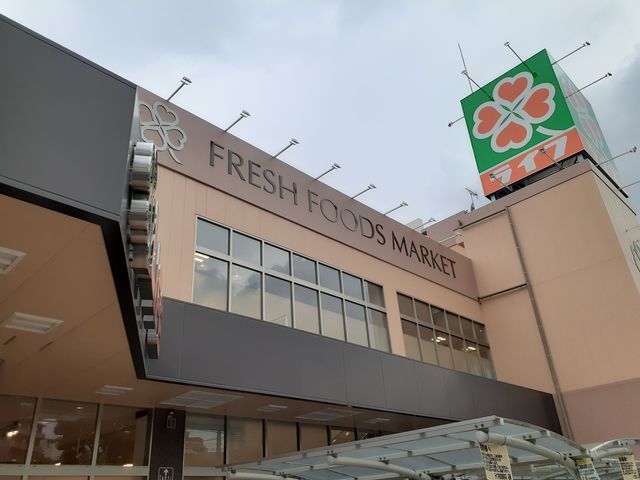 FRESH FOODS MARKET
ライフ